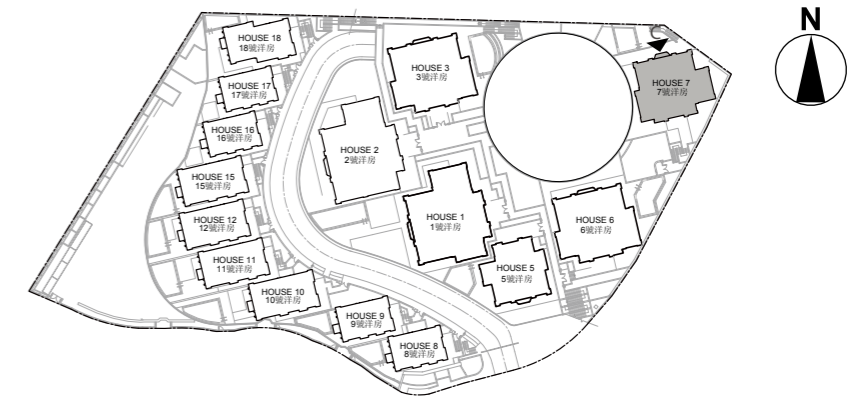 N
HOUSE 18
18號洋房
HOUSE 17
17號洋房
HOUSE 16
16號洋房
HOUSE 15
15號洋房
HOUSE 12
12號洋房
HOUSE 11
11號洋房
HOUSE 10
10號洋房
HOUSE 9
9號洋房
HOUSE 8
8號洋房
HOUSE 3
3號洋房
HOUSE 2
2號洋房
HOUSE 1
1號洋房
HOUSE 5
5號洋房
HOUSE 6
6號洋房
HOUSE 7
7號洋房